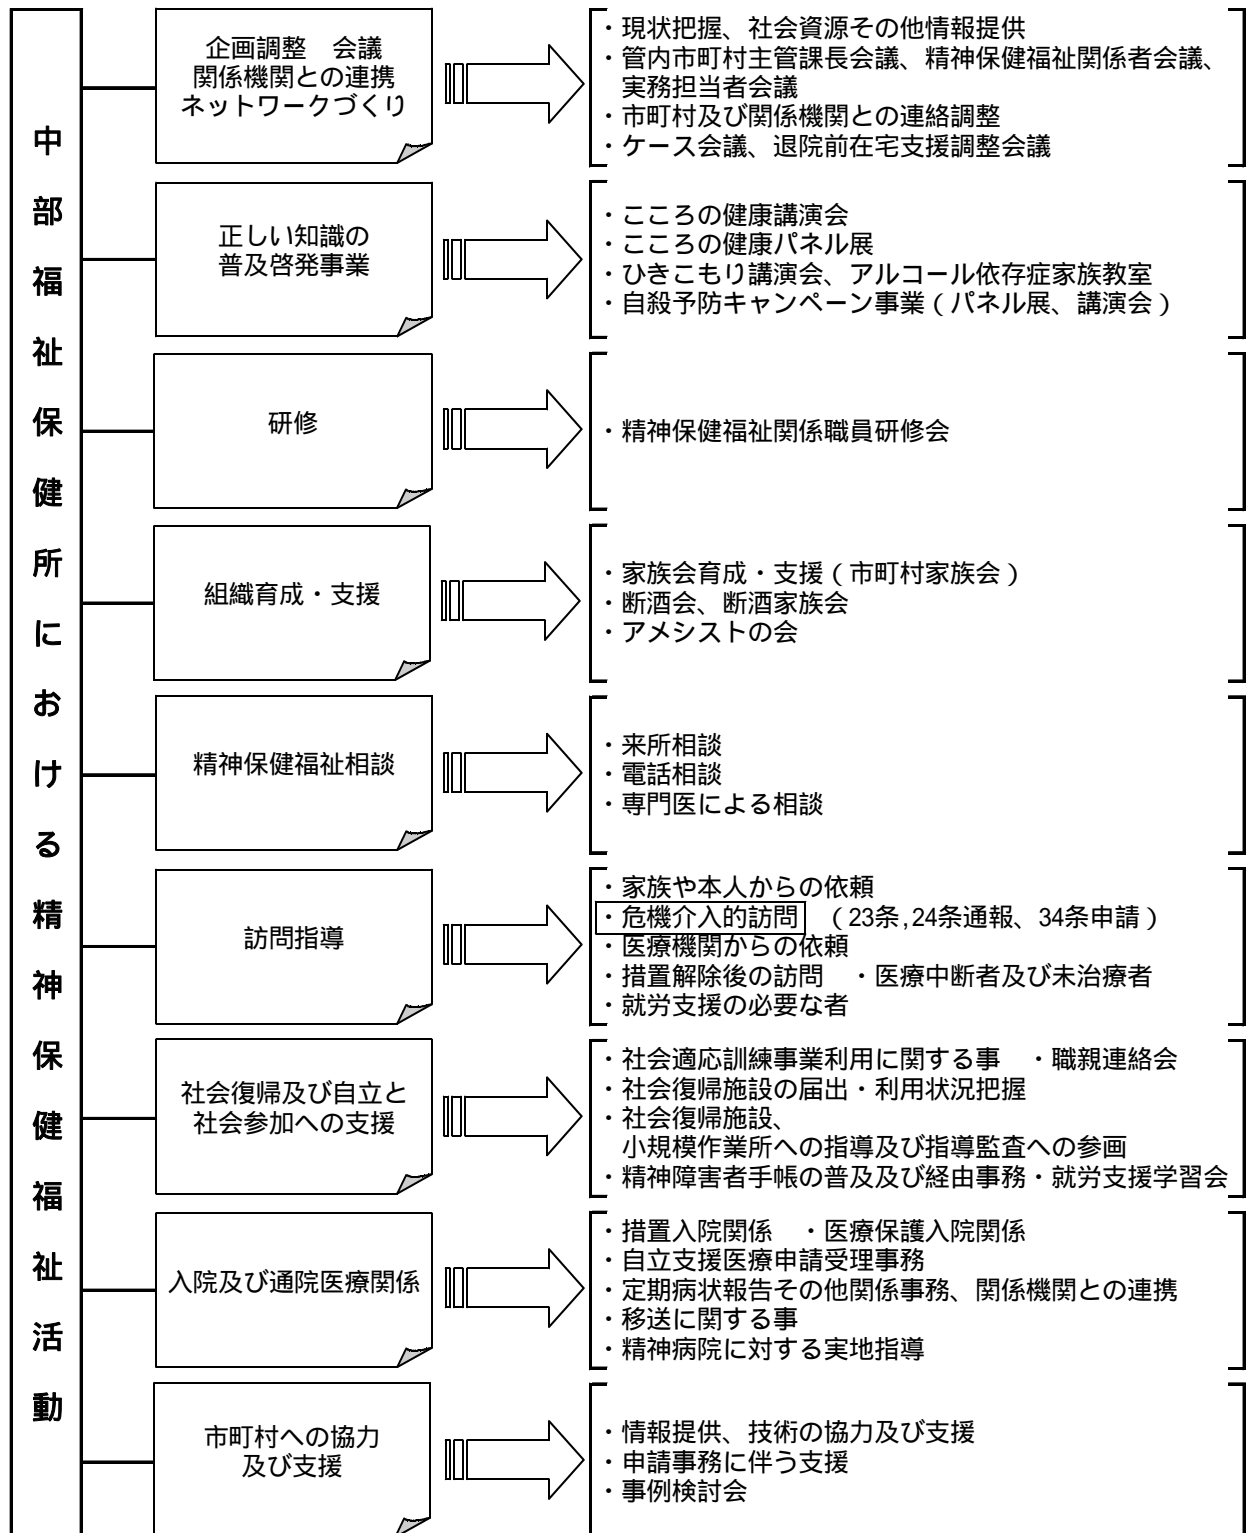 中部福祉保健所における精神保健福祉活動
企画調整　会議
関係機関との連携
ネットワークづくり
・現状把握、社会資源その他情報提供
・管内市町村主管課長会議、精神保健福祉関係者会議、
実務担当者会議
・市町村及び関係機関との連絡調整
・ケース会議、退院前在宅支援調整会議
正しい知識の
普及啓発事業
・こころの健康講演会
・こころの健康パネル展
・ひきこもり講演会、アルコール依存症家族教室
・自殺予防キャンペーン事業（パネル展、講演会）
研修
・精神保健福祉関係職員研修会
組織育成・支援
・家族会育成・支援（市町村家族会）
・断酒会、断酒家族会
・アメシストの会
精神保健福祉相談
・来所相談
・電話相談
・専門医による相談
訪問指導
・家族や本人からの依頼
・危機介入的訪問　（23条,24条通報、34条申請）
・医療機関からの依頼
・措置解除後の訪問　・医療中断者及び未治療者
・就労支援の必要な者
社会復帰及び自立と
社会参加への支援
・社会適応訓練事業利用に関する事　・職親連絡会
・社会復帰施設の届出・利用状況把握
・社会復帰施設、
小規模作業所への指導及び指導監査への参画
・精神障害者手帳の普及及び経由事務・就労支援学習会
入院及び通院医療関係
・措置入院関係　・医療保護入院関係
・自立支援医療申請受理事務
・定期病状報告その他関係事務、関係機関との連携
・移送に関する事
・精神病院に対する実地指導
市町村への協力
及び支援
・情報提供、技術の協力及び支援
・申請事務に伴う支援
・事例検討会